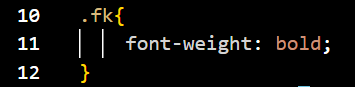 10 .fk{
11 font-weight: bold;
12 }